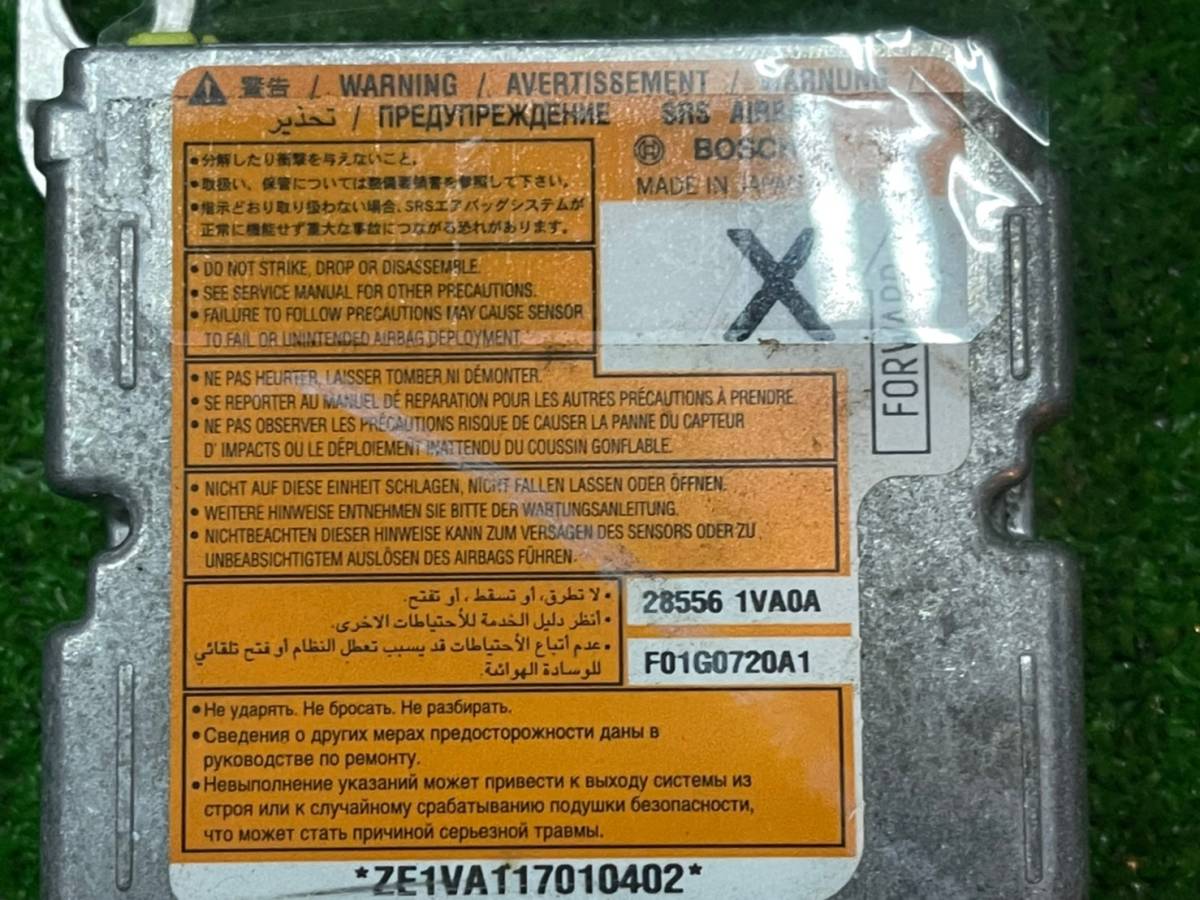 警告 / WARNING / AVERTISSEMENT / WARNUNG /
تحذير / ПРЕДУПРЕЖДЕНИЕ SRS
BOSCH
MADE IN JAPAN
•分解したり衝撃を与えないこと。
•取扱い、保管については整備要領書を参照して下さい。
•指示どおり取り扱わない場合、SRSエアバッグシステムが
正常に機能せず重大な事故につながる恐れがあります。
X
FORWARD
• DO NOT STRIKE, DROP OR DISASSEMBLE.
• SEE SERVICE MANUAL FOR OTHER PRECAUTIONS.
• FAILURE TO FOLLOW PRECAUTIONS MAY CAUSE SENSOR
TO FAIL OR UNINTENDED AIRBAG DEPLOYMENT.
• NE PAS HEURTER, LAISSER TOMBER NI DÉMONTER.
• SE REPORTER AU MANUEL DE REPARATION POUR LES AUTRES PRÉCAUTIONS À PRENDRE.
• NE PAS OBSERVER LES PRÉCAUTIONS RISQUE DE CAUSER LA PANNE DU CAPTEUR
D' IMPACTS OU LE DÉPLOIEMENT INATTENDU DU COUSSIN GONFLABLE.
• NICHT AUF DIESE EINHEIT SCHLAGEN, NICHT FALLEN LASSEN ODER ÖFFNEN.
• WEITERE HINWEISE ENTNEHMEN SIE BITTE DER WARTUNGSANLEITUNG.
• NICHTBEACHTEN DIESER HINWEISE KANN ZUM VERSAGEN DES SENSORS ODER ZU
UNBEABSICHTIGTEM AUSLÖSEN DES AIRBAGS FÜHREN.
• لا تطرق، أو تسقط، أو تفتح.
• أنظر دليل الخدمة للأحتياطات الاخرى.
• عدم أتباع الأحتياطات قد يسبب تعطل النظام أو فتح تلقائي
للوسادة الهوائة.
28556 1VA0A
F01G0720A1
• Не ударять. Не бросать. Не разбирать.
• Сведения о других мерах предосторожности даны в
руководстве по ремонту.
• Невыполнение указаний может привести к выходу системы из
строя или к случайному срабатыванию подушки безопасности,
что может стать причиной серьезной травмы.
*ZE1VA117010402*